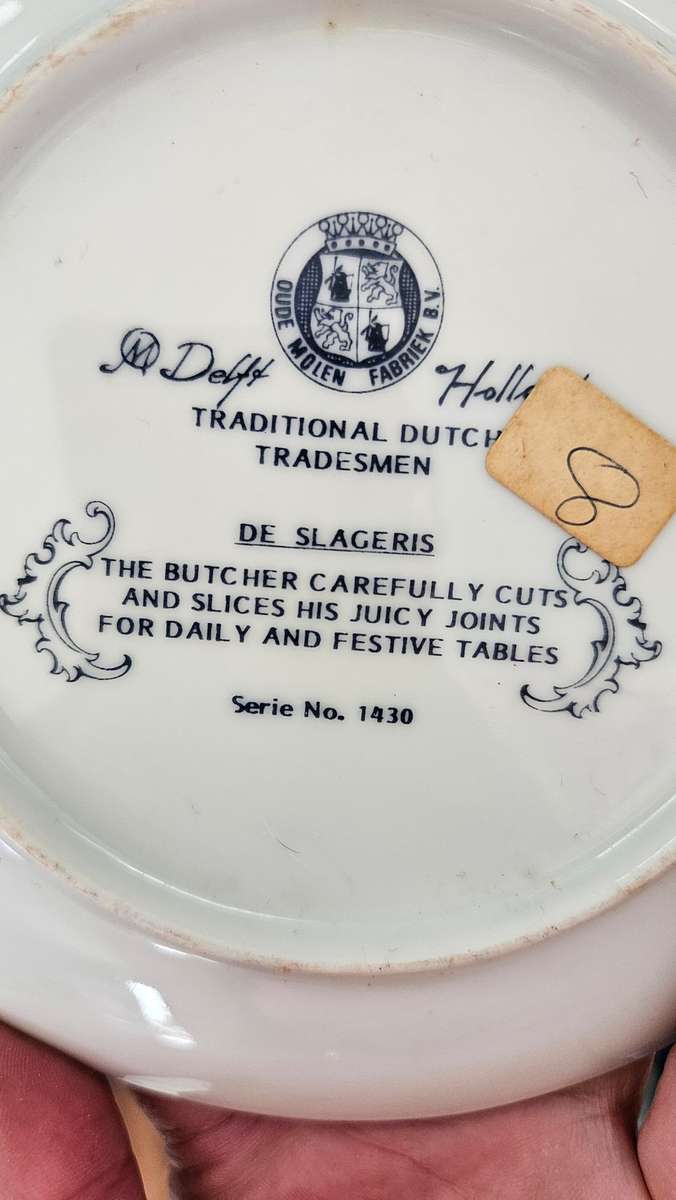 OUDE MOLEN FABRIEK B.V.
Delft
TRADITIONAL DUTCH
TRADESMEN
8
DE SLAGERIS
THE BUTCHER CAREFULLY CUTS
AND SLICES HIS JUICY JOINTS
FOR DAILY AND FESTIVE TABLES
Serie No. 1430